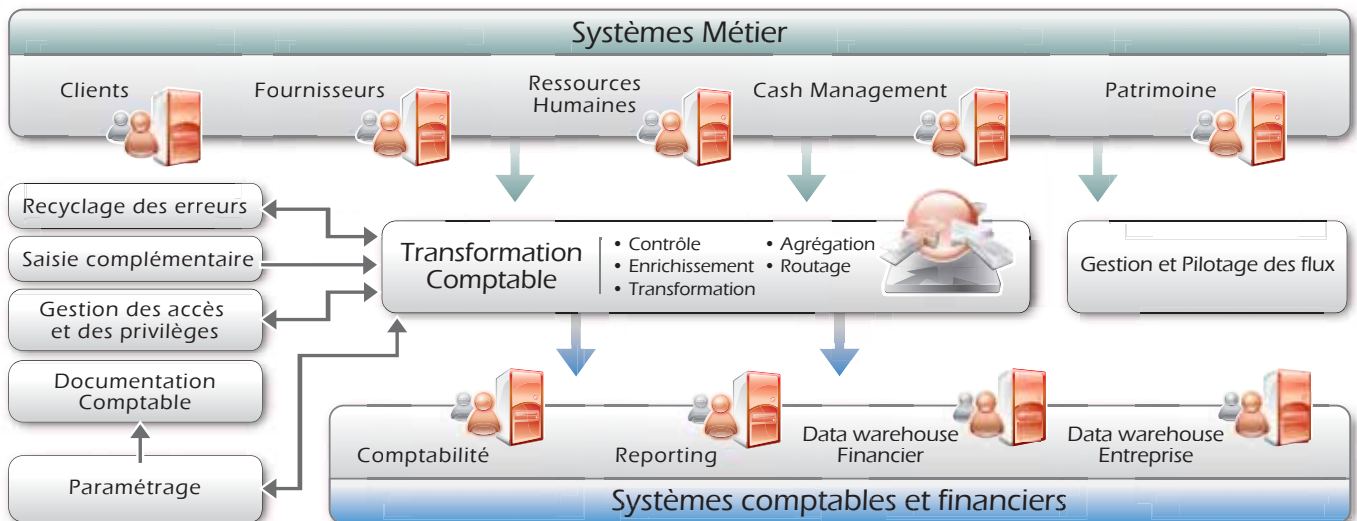 Systèmes Métier
Clients
Fournisseurs
Ressources
Humaines
Cash Management
Patrimoine
Recyclage des erreurs
Saisie complémentaire
Gestion des accès
et des privilèges
Documentation
Comptable
Paramétrage
Transformation
Comptable
• Contrôle
• Enrichissement
• Transformation
• Agrégation
• Routage
Gestion et Pilotage des flux
Comptabilité
Reporting
Data warehouse
Financier
Data warehouse
Entreprise
Systèmes comptables et financiers